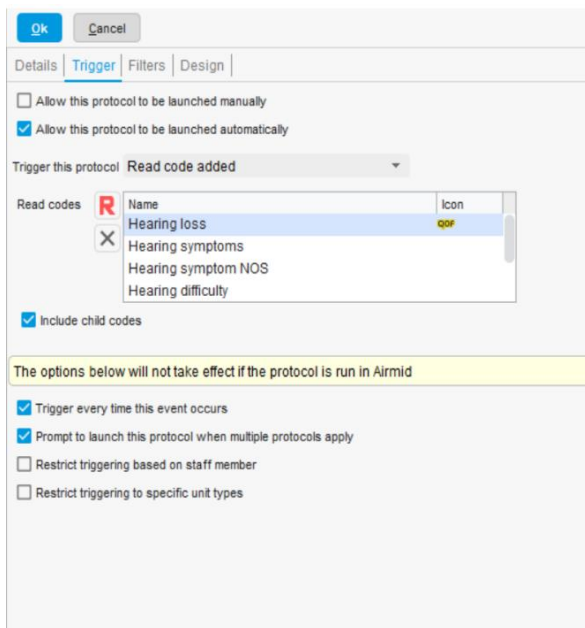 Ok Cancel
Details Trigger Filters Design
Allow this protocol to be launched manually
Allow this protocol to be launched automatically
Trigger this protocol Read code added
Read codes R Name Icon
Hearing loss QOF
Hearing symptoms
Hearing symptom NOS
Hearing difficulty
Include child codes
The options below will not take effect if the protocol is run in Airmid
Trigger every time this event occurs
Prompt to launch this protocol when multiple protocols apply
Restrict triggering based on staff member
Restrict triggering to specific unit types